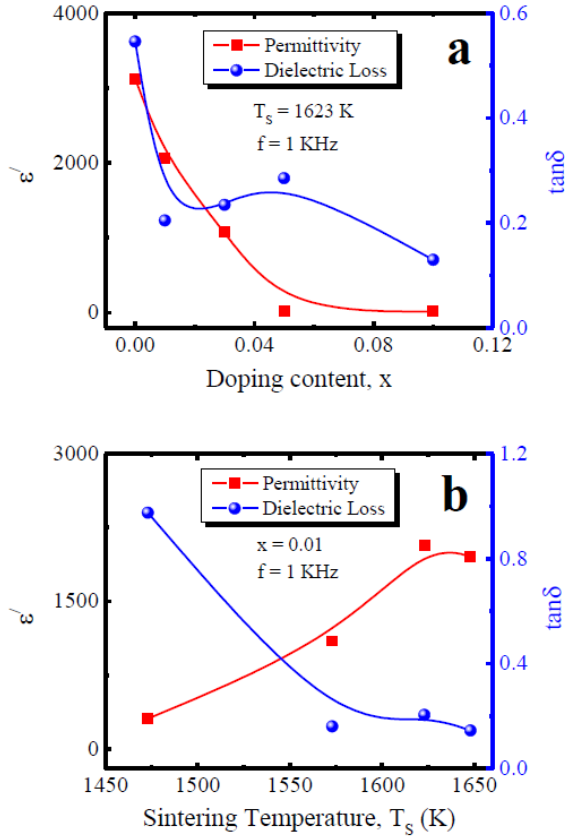 4000
0.6
Permittivity
Dielectric Loss
a
T_S = 1623 K
f = 1 KHz
0.4
2000
ε/
tanδ
0.2
0
0.0
0.00
0.04
0.08
0.12
Doping content, x
3000
1.2
Permittivity
Dielectric Loss
b
x = 0.01
f = 1 KHz
0.8
1500
ε/
tanδ
0.4
0
0.0
1450
1500
1550
1600
1650
Sintering Temperature, T_S (K)